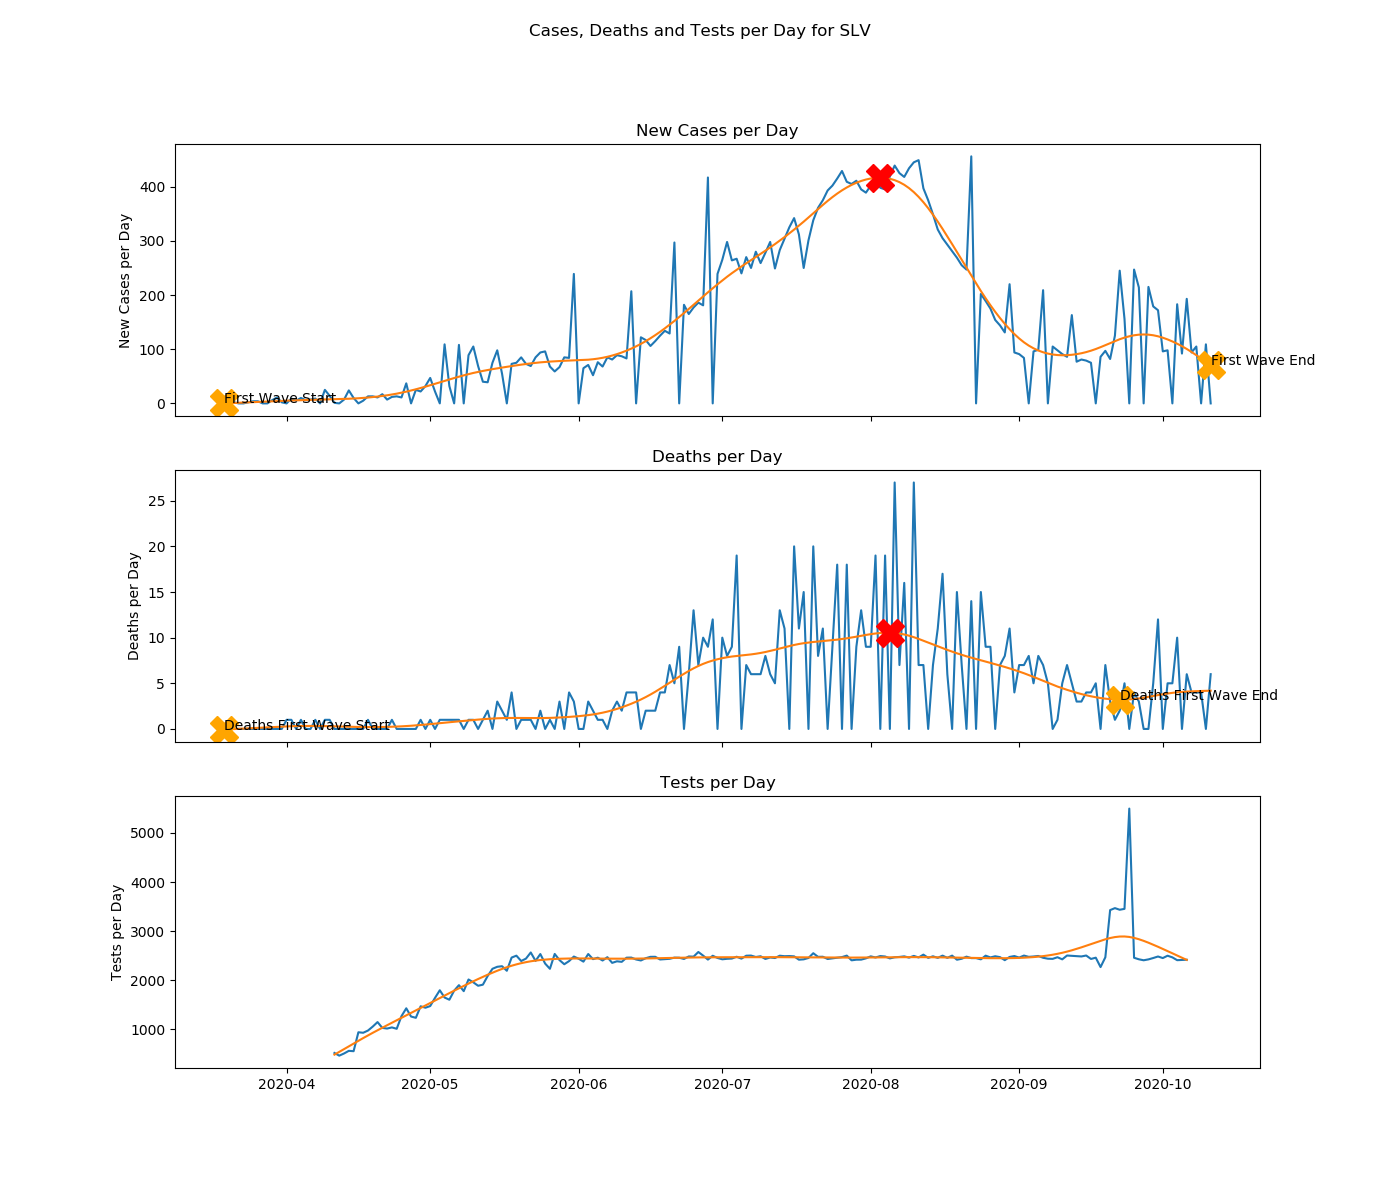 Cases, Deaths and Tests per Day for SLV
New Cases per Day
New Cases per Day
400
300
200
100
0
First Wave Start
First Wave End
Deaths per Day
Deaths per Day
25
20
15
10
5
0
Deaths First Wave Start
Deaths First Wave End
Tests per Day
Tests per Day
5000
4000
3000
2000
1000
2020-04 2020-05 2020-06 2020-07 2020-08 2020-09 2020-10